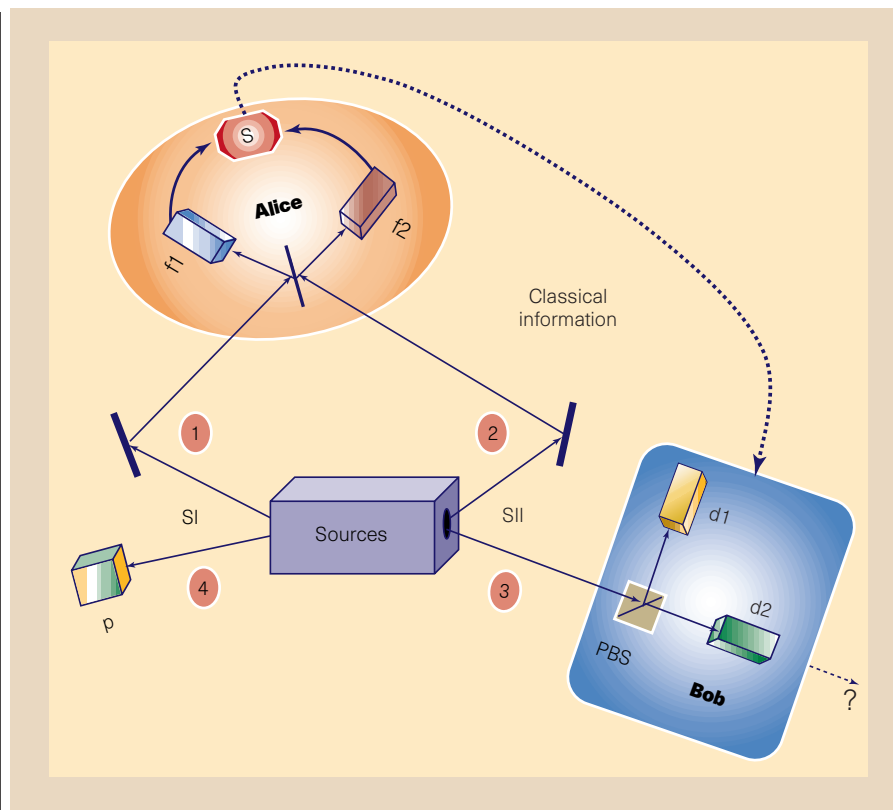 S
Alice
f1
f2
Classical
information
1
2
SI
Sources
SII
d1
4
3
d2
p
PBS
Bob
?